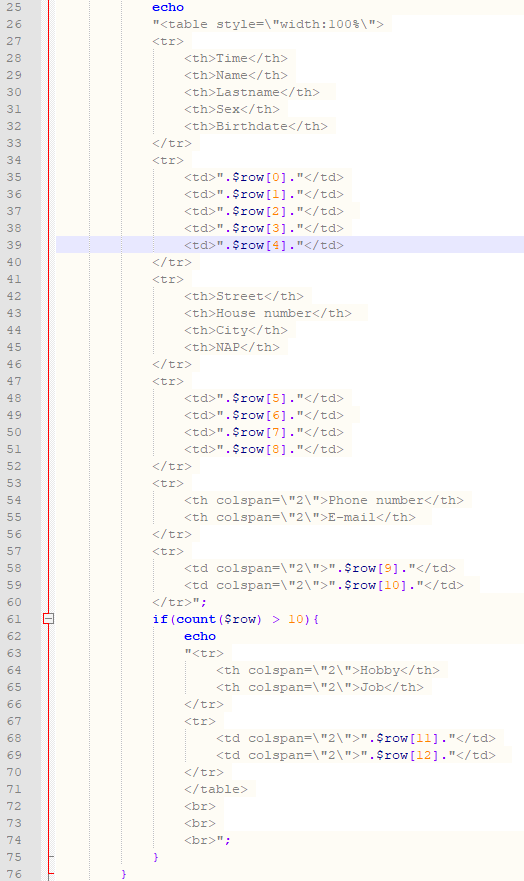 25 echo
26 "<table style=\"width:100%\">
27 <tr>
28 <th>Time</th>
29 <th>Name</th>
30 <th>Lastname</th>
31 <th>Sex</th>
32 <th>Birthdate</th>
33 </tr>
34 <tr>
35 <td>".$row[0]."</td>
36 <td>".$row[1]."</td>
37 <td>".$row[2]."</td>
38 <td>".$row[3]."</td>
39 <td>".$row[4]."</td>
40 </tr>
41 <tr>
42 <th>Street</th>
43 <th>House number</th>
44 <th>City</th>
45 <th>NAP</th>
46 </tr>
47 <tr>
48 <td>".$row[5]."</td>
49 <td>".$row[6]."</td>
50 <td>".$row[7]."</td>
51 <td>".$row[8]."</td>
52 </tr>
53 <tr>
54 <th colspan=\"2\">Phone number</th>
55 <th colspan=\"2\">E-mail</th>
56 </tr>
57 <tr>
58 <td colspan=\"2\">".$row[9]."</td>
59 <td colspan=\"2\">".$row[10]."</td>
60 </tr>";
61 if(count($row) > 10){
62 echo
63 "<tr>
64 <th colspan=\"2\">Hobby</th>
65 <th colspan=\"2\">Job</th>
66 </tr>
67 <tr>
68 <td colspan=\"2\">".$row[11]."</td>
69 <td colspan=\"2\">".$row[12]."</td>
70 </tr>
71 </table>
72 <br>
73 <br>
74 <br>";
75 }
76 }